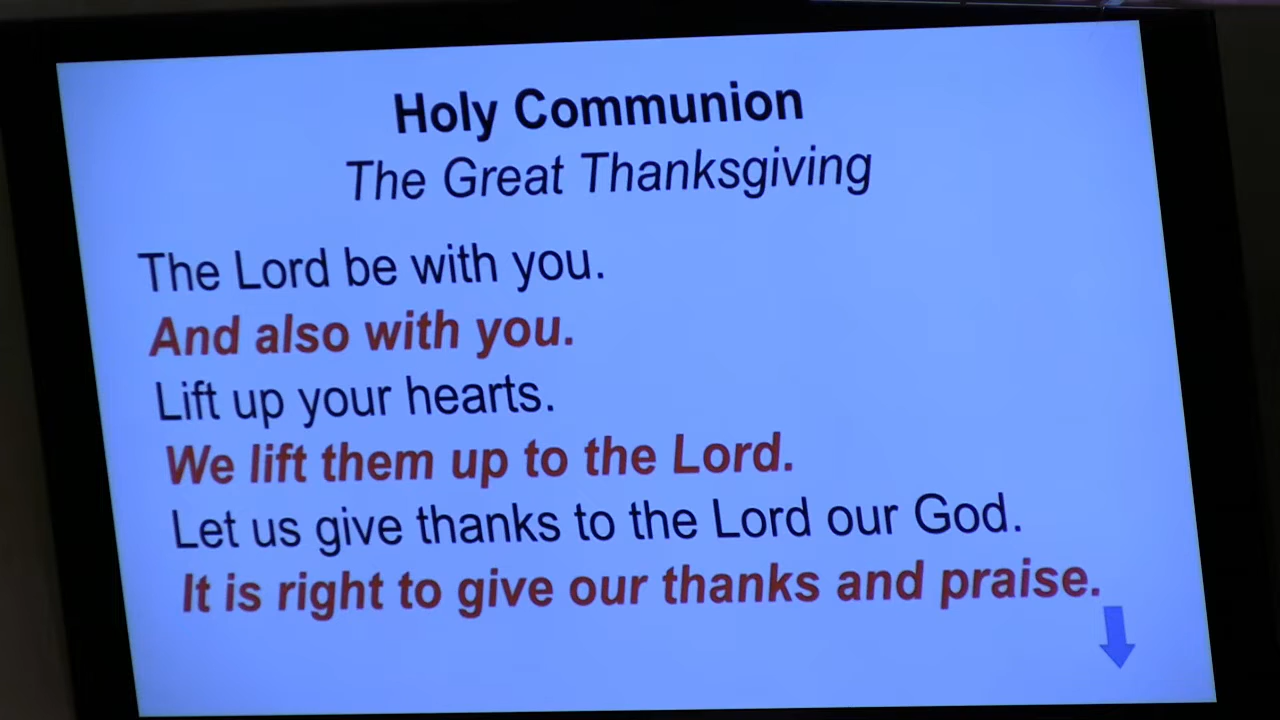 Holy Communion
The Great Thanksgiving
The Lord be with you.
And also with you.
Lift up your hearts.
We lift them up to the Lord.
Let us give thanks to the Lord our God.
It is right to give our thanks and praise.